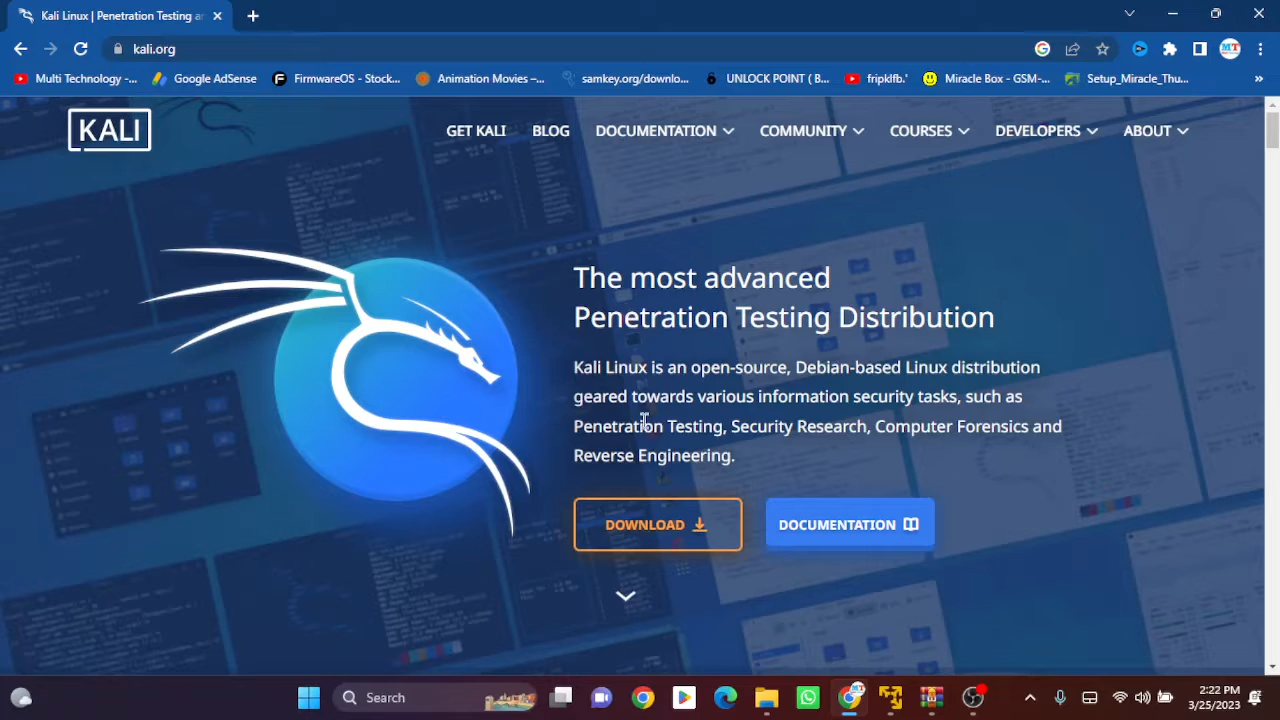 Kali Linux | Penetration Testing an
kali.org
Multi Technology -...
Google AdSense
FirmwareOS - Stock...
Animation Movies –...
samkey.org/downlo...
UNLOCK POINT ( B...
fripldfb.'
Miracle Box - GSM-...
Setup_Miracle_Thu...
»
KALI
GET KALI
BLOG
DOCUMENTATION
COMMUNITY
COURSES
DEVELOPERS
ABOUT
The most advanced
Penetration Testing Distribution
Kali Linux is an open-source, Debian-based Linux distribution
geared towards various information security tasks, such as
Penetration Testing, Security Research, Computer Forensics and
Reverse Engineering.
DOWNLOAD
DOCUMENTATION
Search
2:22 PM
3/25/2023